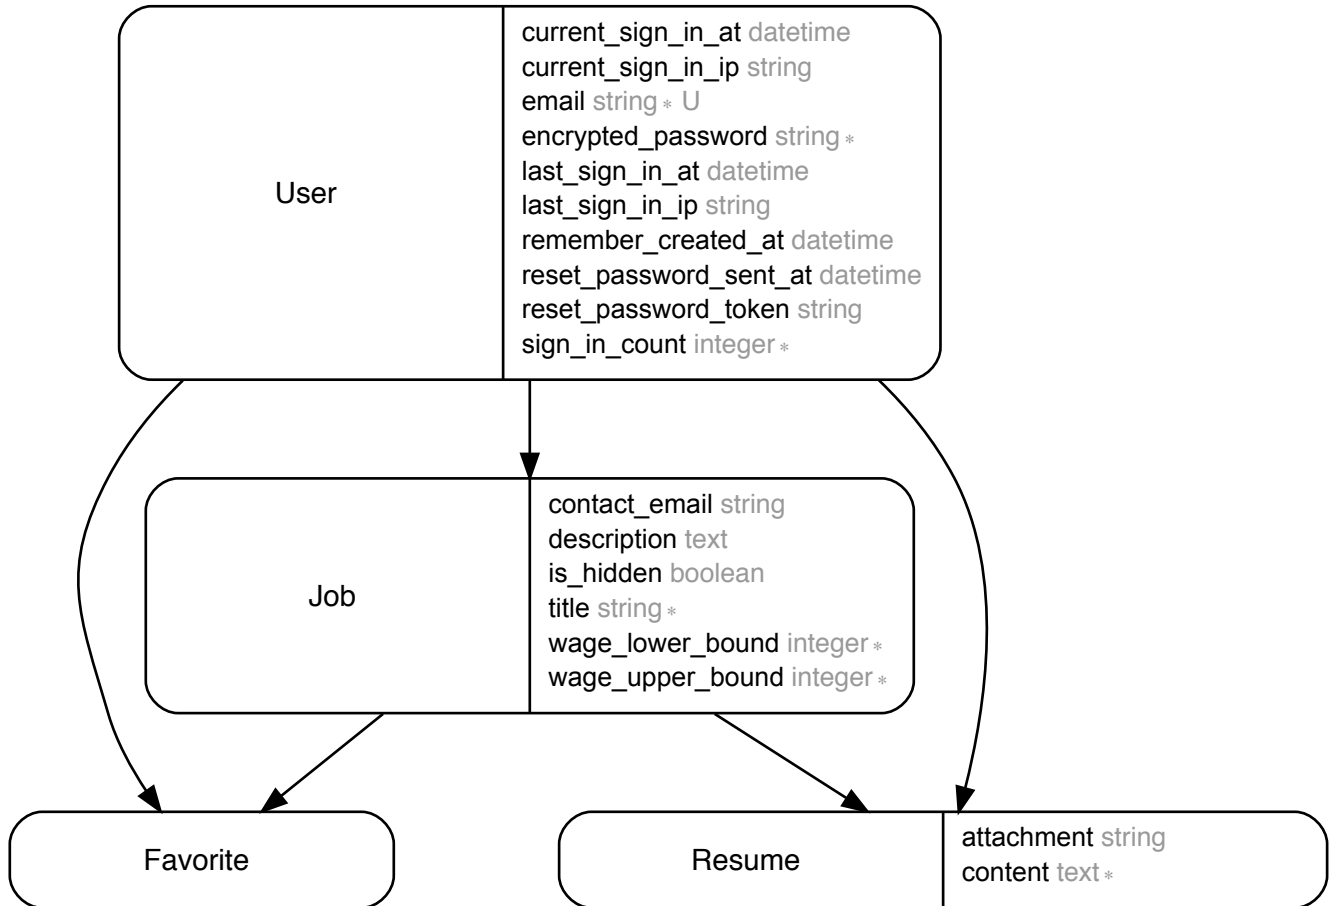 User
current_sign_in_at datetime
current_sign_in_ip string
email string * U
encrypted_password string *
last_sign_in_at datetime
last_sign_in_ip string
remember_created_at datetime
reset_password_sent_at datetime
reset_password_token string
sign_in_count integer *
Job
contact_email string
description text
is_hidden boolean
title string *
wage_lower_bound integer *
wage_upper_bound integer *
Favorite
Resume
attachment string
content text *